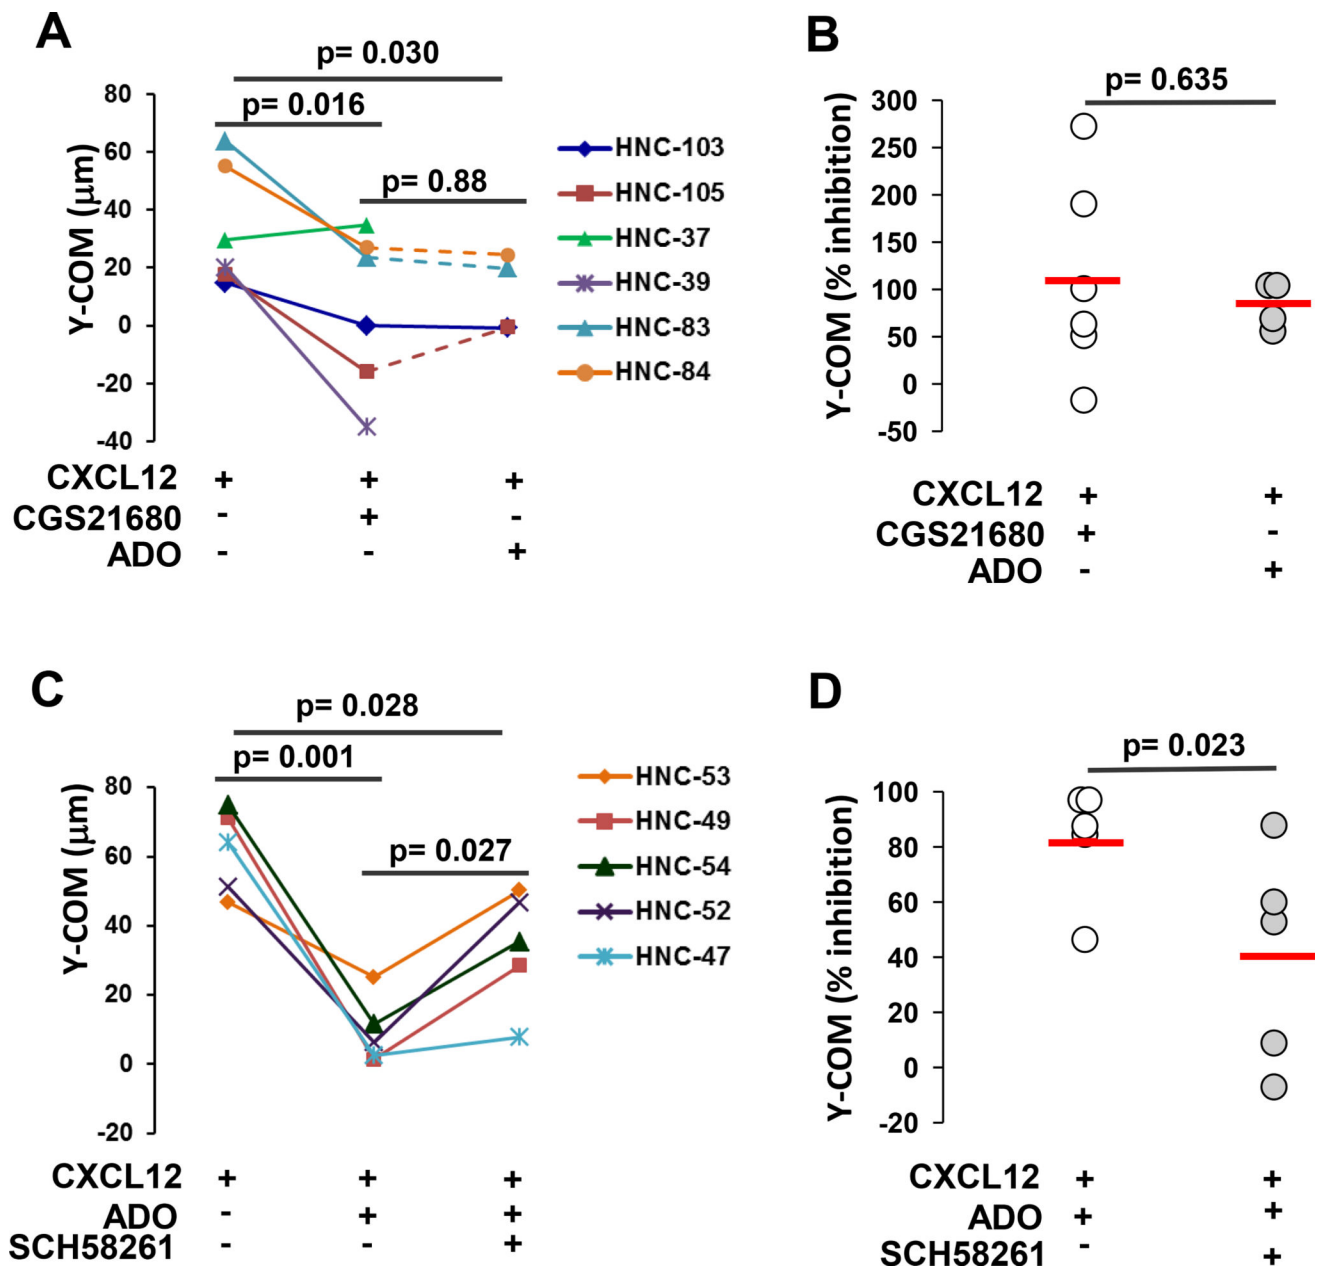 A
p= 0.030
p= 0.016
p= 0.88
Y-COM (μm)
80
60
40
20
0
-20
-40
HNC-103
HNC-105
HNC-37
HNC-39
HNC-83
HNC-84
CXCL12 + + +
CGS21680 - + -
ADO - - +
B
p= 0.635
Y-COM (% inhibition)
300
250
200
150
100
50
0
-50
CXCL12 + +
CGS21680 + -
ADO - +
C
p= 0.028
p= 0.001
p= 0.027
Y-COM (μm)
80
60
40
20
0
-20
HNC-53
HNC-49
HNC-54
HNC-52
HNC-47
CXCL12 + + +
ADO - + +
SCH58261 - - +
D
p= 0.023
Y-COM (% inhibition)
100
80
60
40
20
0
-20
CXCL12 + +
ADO + +
SCH58261 - +